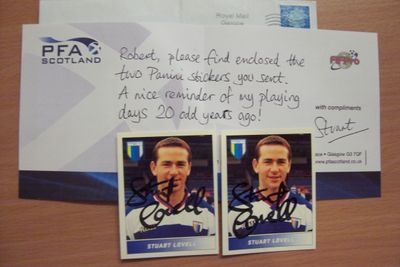 Royal Mail
Glasgow
PFA
SCOTLAND
Robert, please find enclosed the
two Panini stickers you sent.
A nice reminder of my playing
days 20 odd years ago!
with compliments
Stuart
Glasgow G2 7QF
www.pfascotland.co.uk
STUART LOVELL
STUART LOVELL